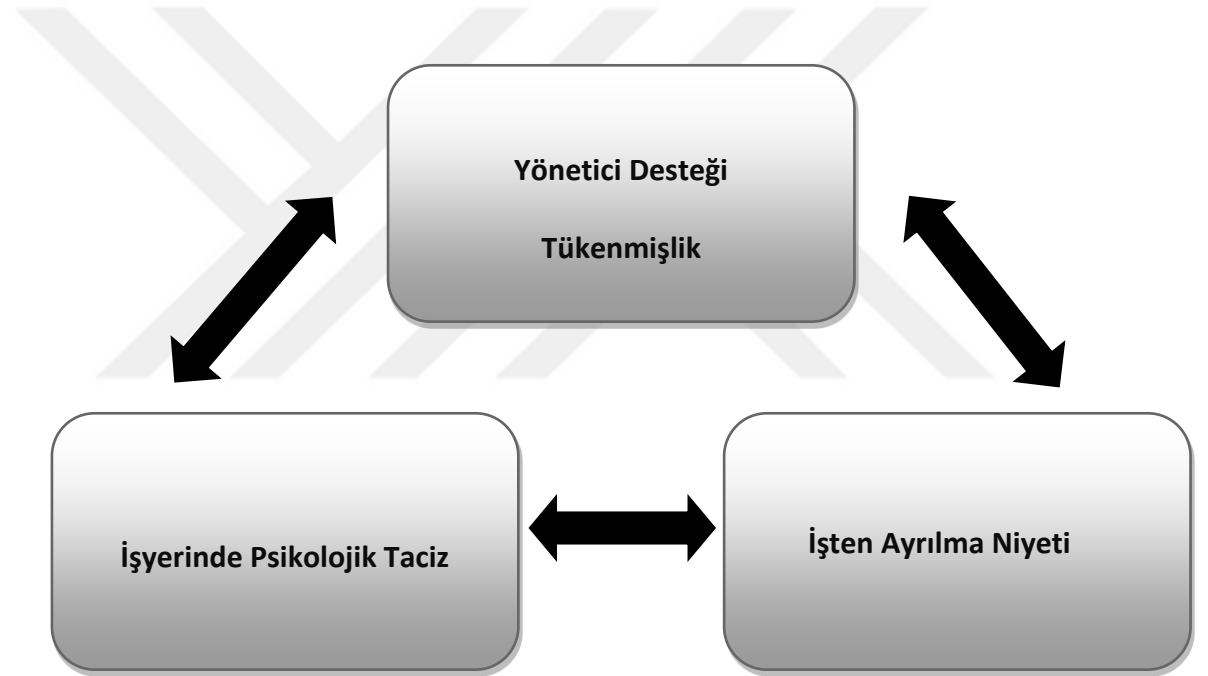 Yönetici Desteği
Tükenmişlik
İşyerinde Psikolojik Taciz
İşten Ayrılma Niyeti